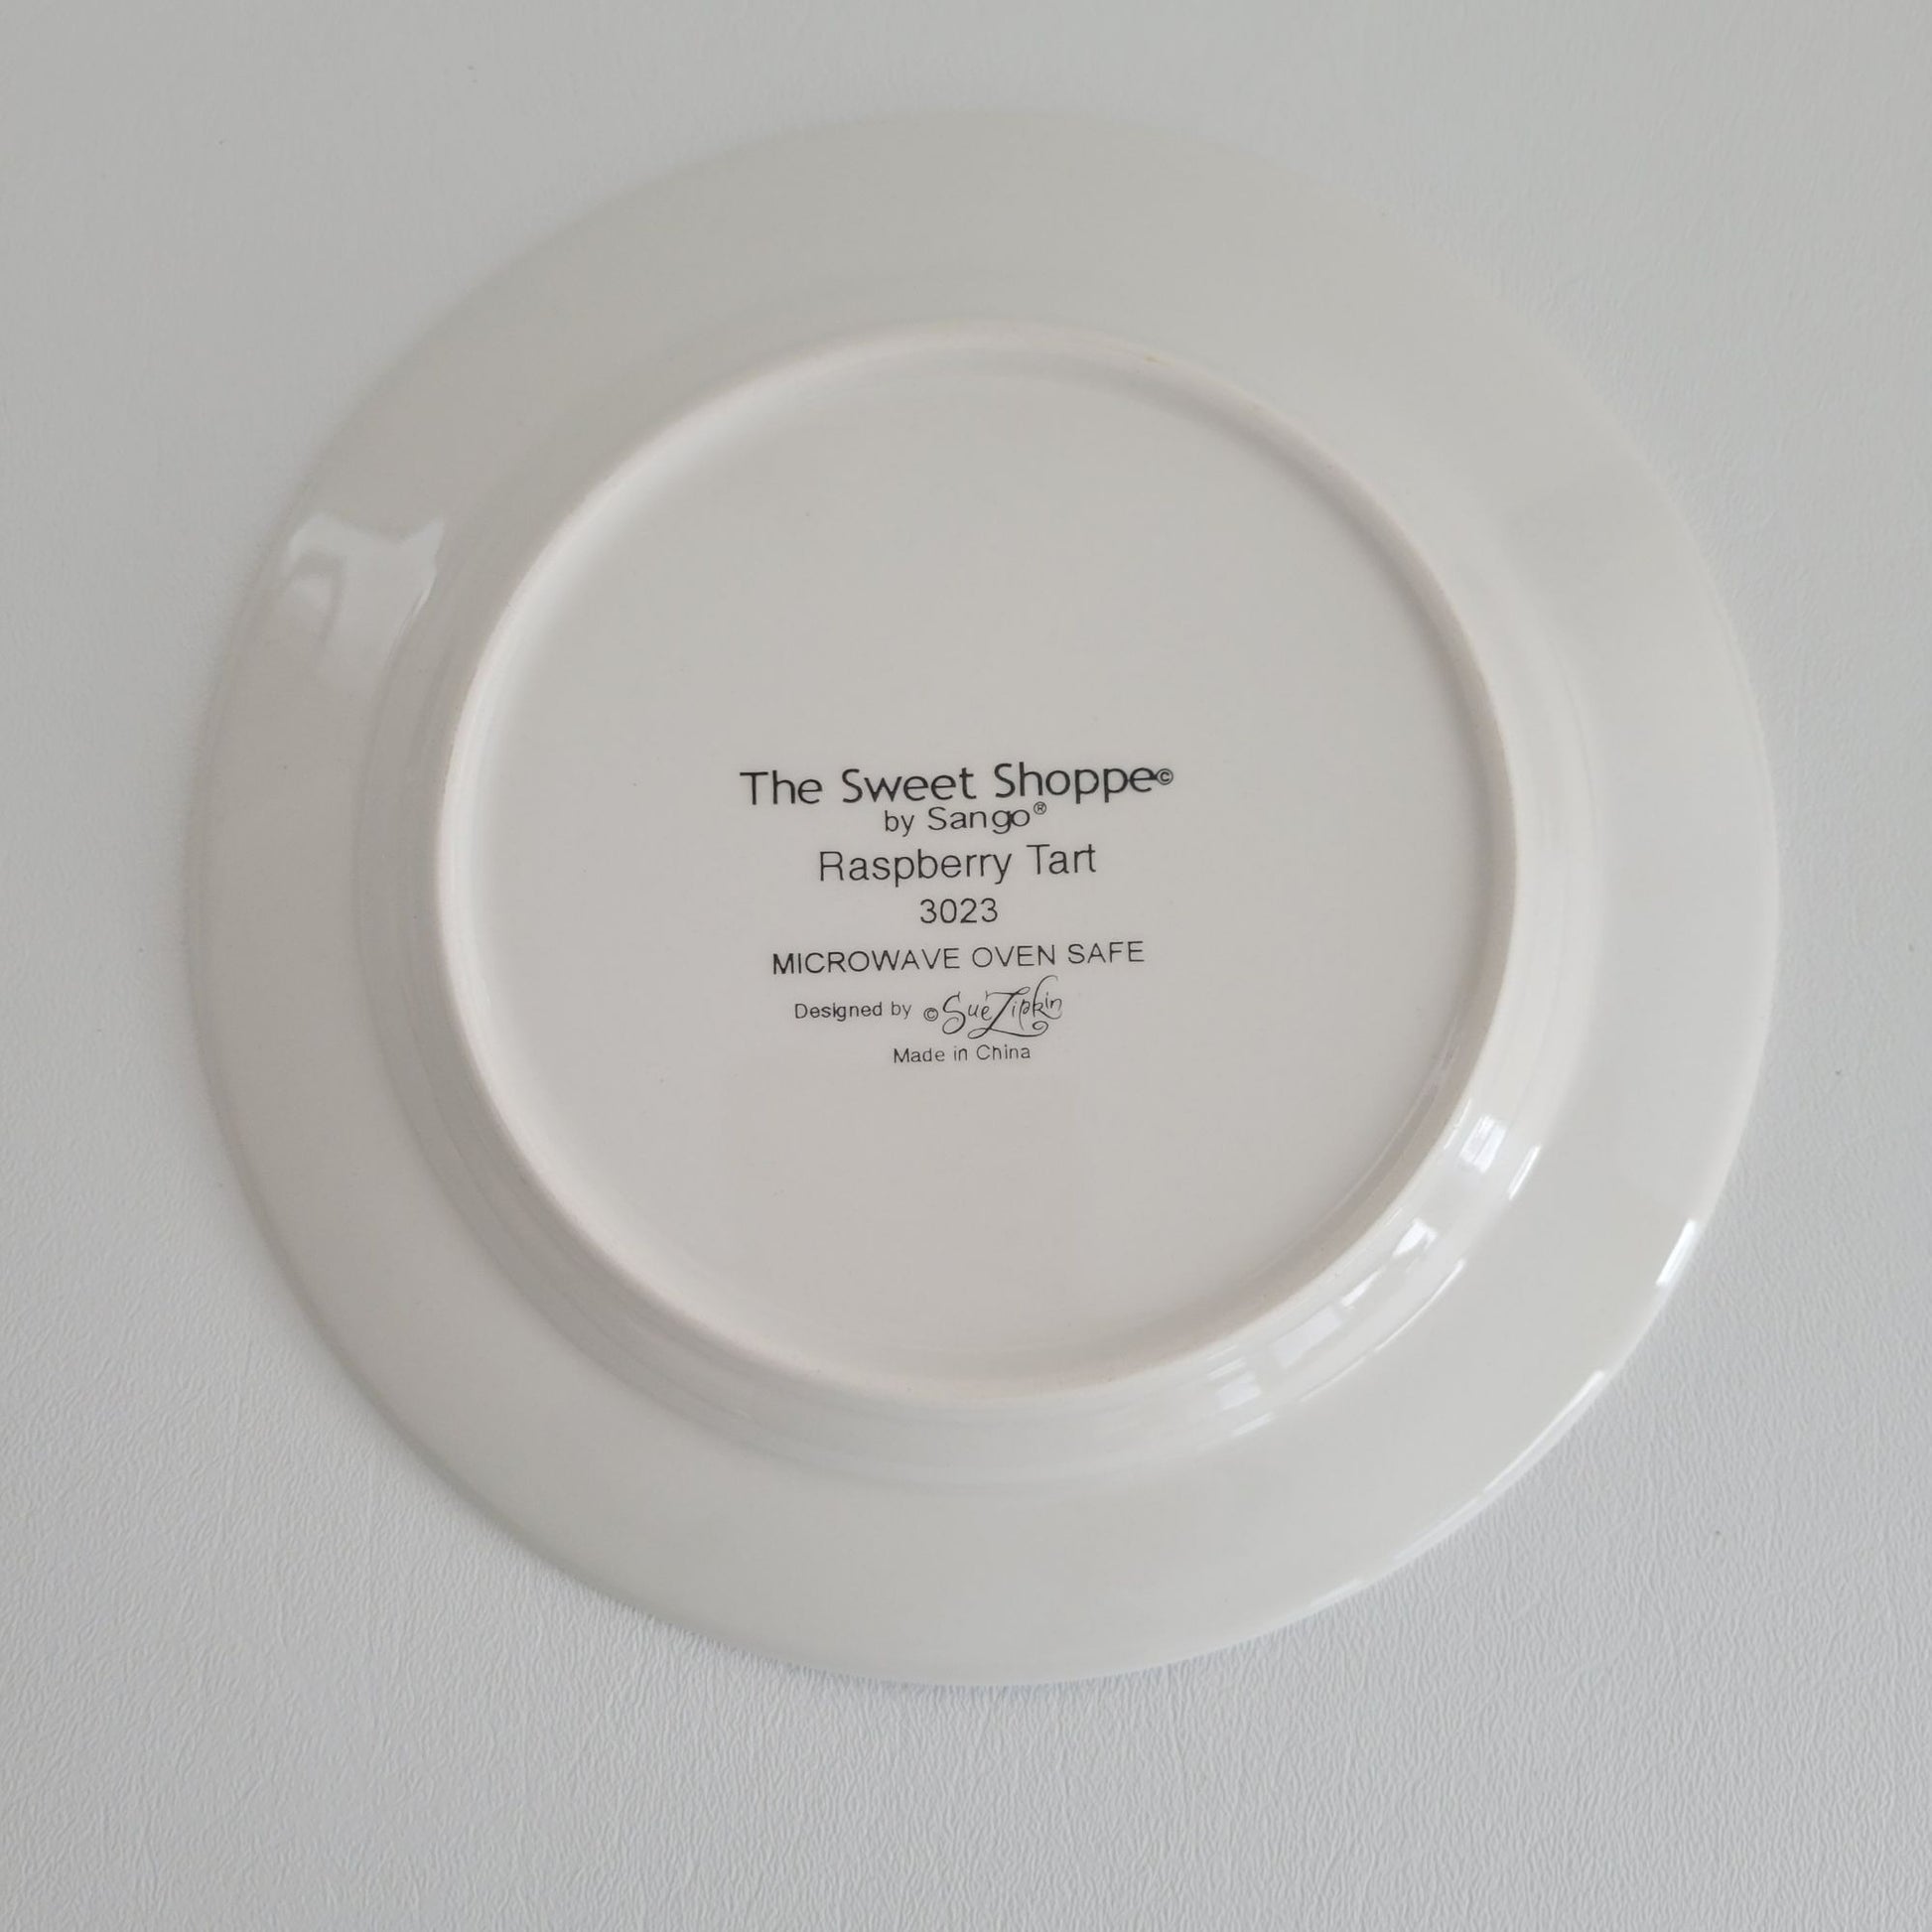 The Sweet Shoppe©
by Sango®
Raspberry Tart
3023
MICROWAVE OVEN SAFE
Designed by © Sue Zipkin
Made in China